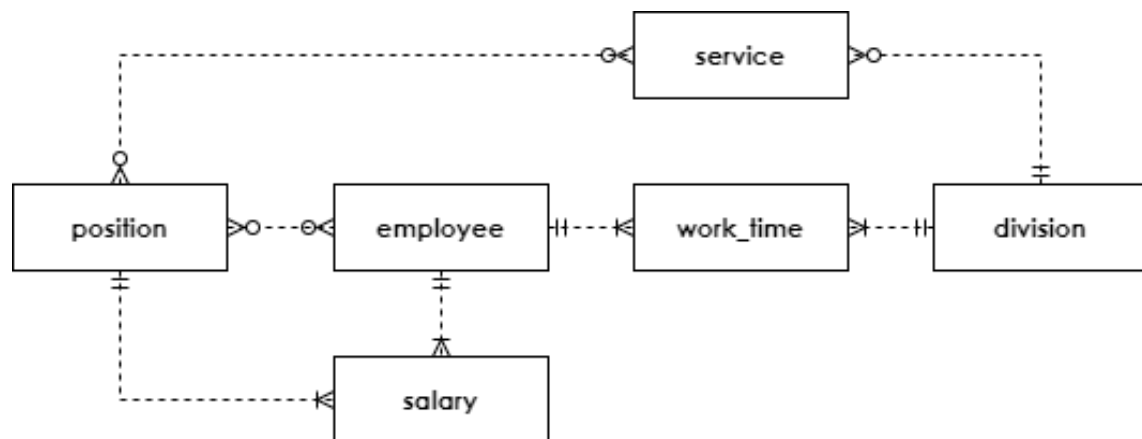 service
position
employee
work_time
division
salary